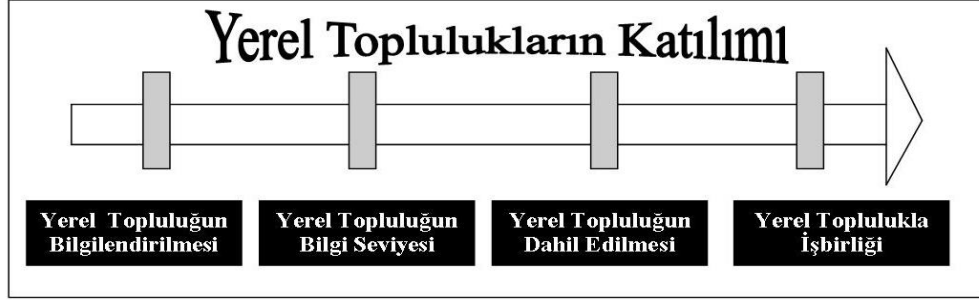 Yerel Toplulukların Katılımı
Yerel Topluluğun
Bilgilendirilmesi
Yerel Topluluğun
Bilgi Seviyesi
Yerel Topluluğun
Dahil Edilmesi
Yerel Toplulukla
İşbirliği